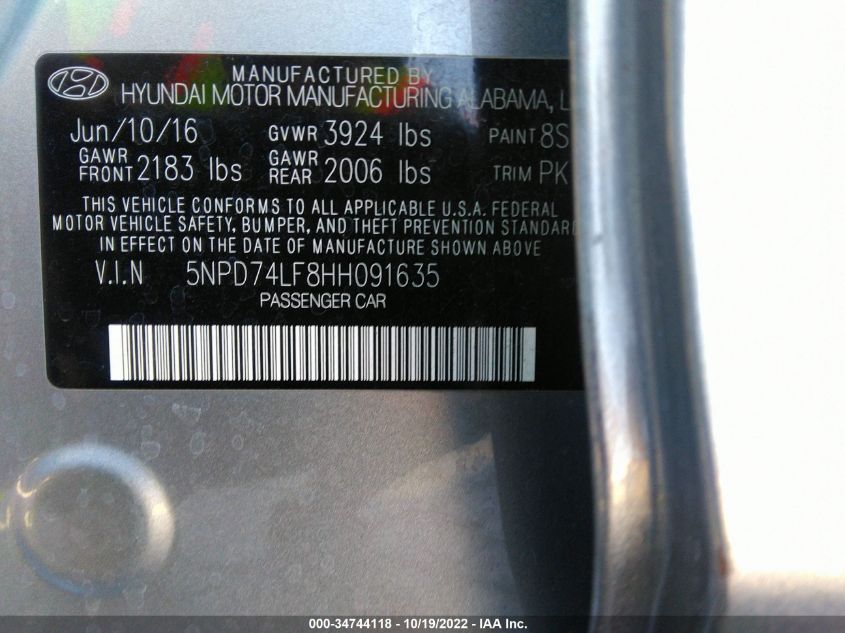 MANUFACTURED BY
HYUNDAI MOTOR MANUFACTURING ALABAMA, L
Jun/10/16 GVWR 3924 lbs PAINT 8S
GAWR FRONT 2183 lbs GAWR REAR 2006 lbs TRIM PK
THIS VEHICLE CONFORMS TO ALL APPLICABLE U.S.A. FEDERAL
MOTOR VEHICLE SAFETY, BUMPER, AND THEFT PREVENTION STANDARD
IN EFFECT ON THE DATE OF MANUFACTURE SHOWN ABOVE
V.I.N 5NPD74LF8HH091635
PASSENGER CAR
000-34744118 - 10/19/2022 - IAA Inc.